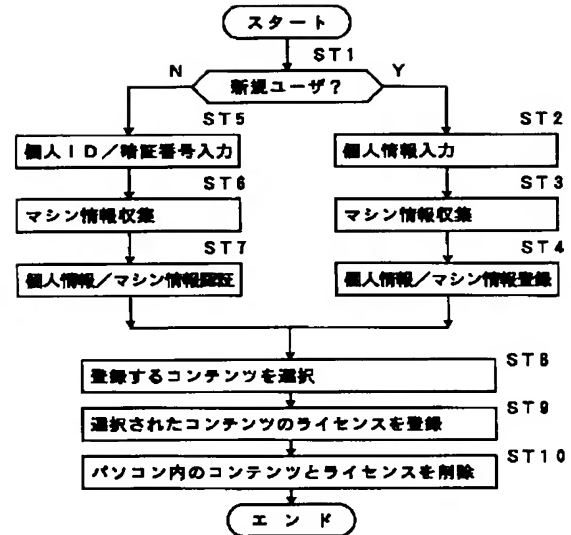 スタート
ST1
N
新規ユーザ?
Y
ST5
個人ID/暗証番号入力
ST6
マシン情報収集
ST7
個人情報/マシン情報認証
ST2
個人情報入力
ST3
マシン情報収集
ST4
個人情報/マシン情報登録
ST8
登録するコンテンツを選択
ST9
選択されたコンテンツのライセンスを登録
ST10
パソコン内のコンテンツとライセンスを削除
エンド